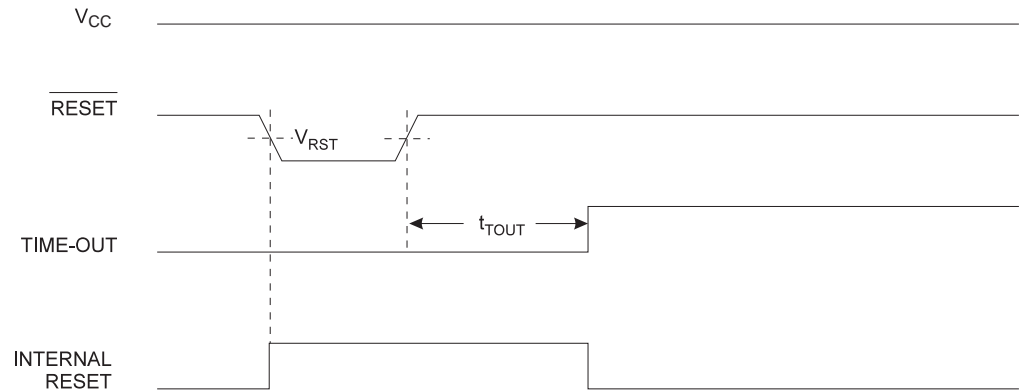 VCC
RESET
VRST
tTOUT
TIME-OUT
INTERNAL
RESET